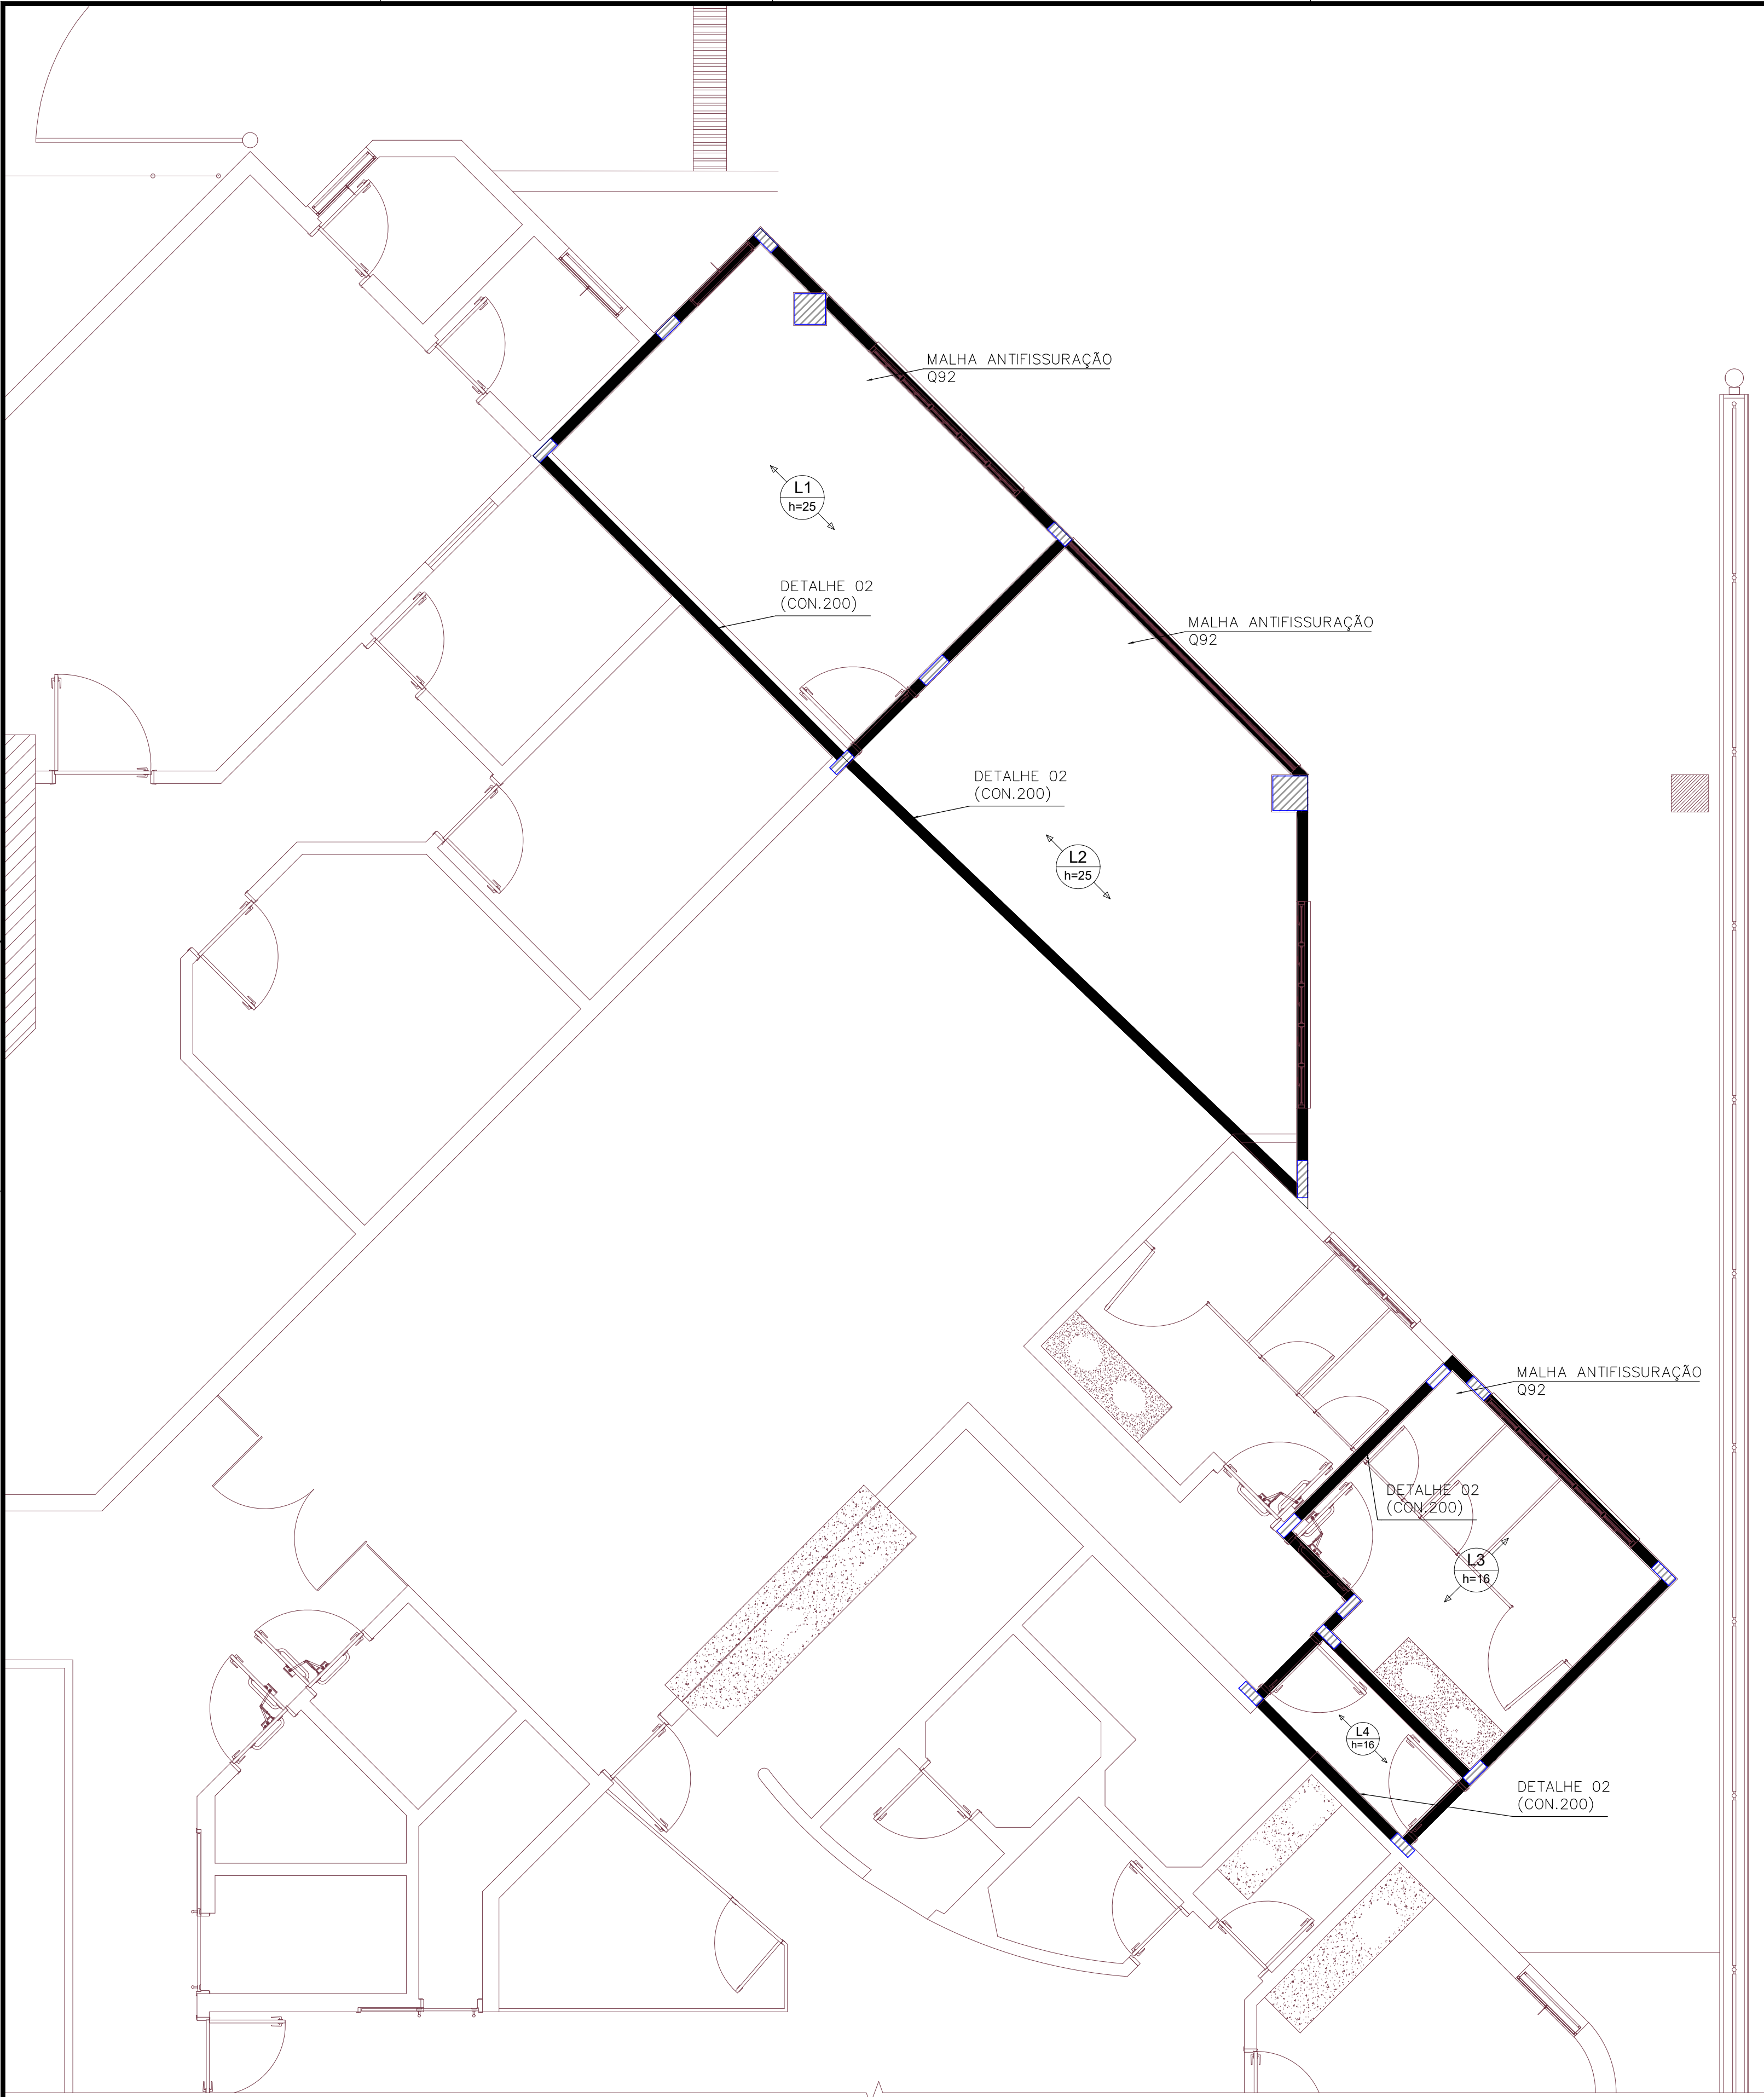 MALHA ANTIFISSURAÇÃO
Q92
L1
h=25
DETALHE 02
(CON.200)
MALHA ANTIFISSURAÇÃO
Q92
DETALHE 02
(CON.200)
L2
h=25
MALHA ANTIFISSURAÇÃO
Q92
DETALHE 02
(CON.200)
L3
h=16
L4
h=16
DETALHE 02
(CON.200)